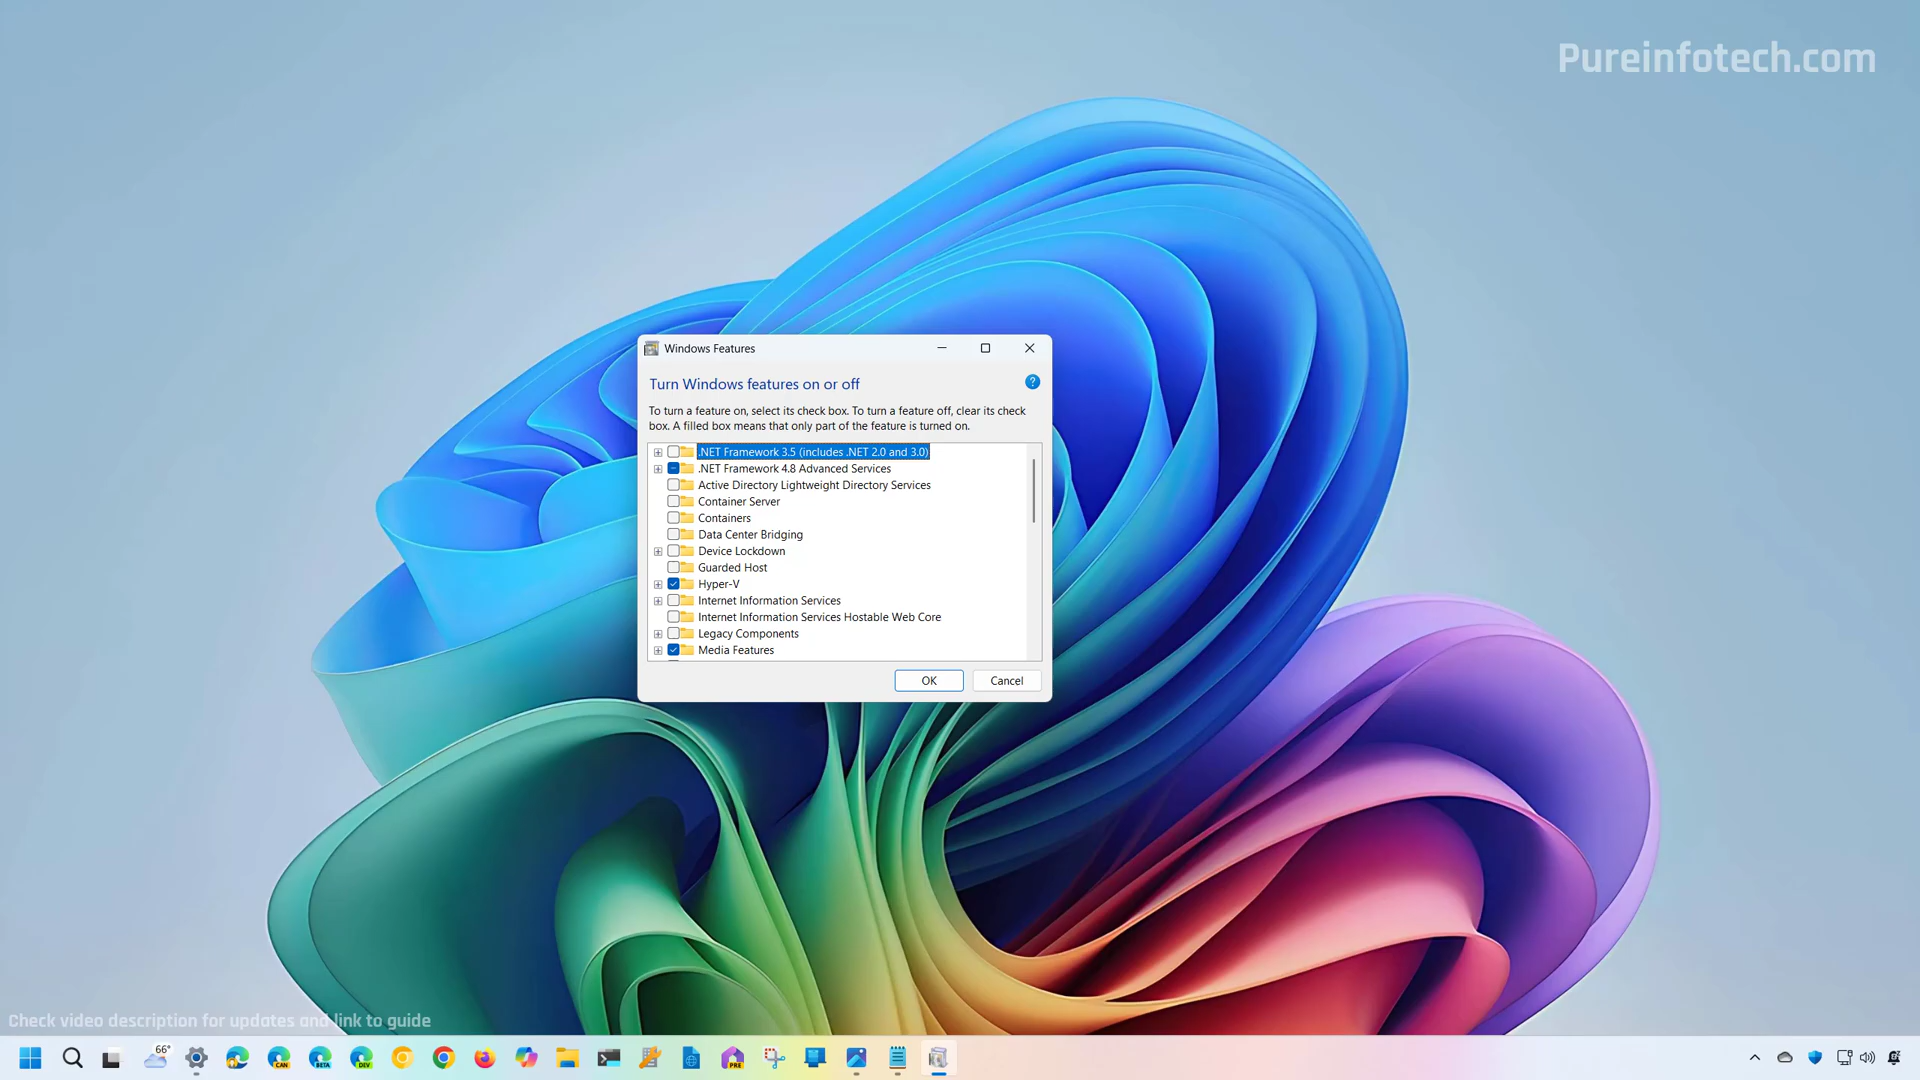 Pureinfotech.com
Windows Features
Turn Windows features on or off
?
To turn a feature on, select its check box. To turn a feature off, clear its check
box. A filled box means that only part of the feature is turned on.
.NET Framework 3.5 (includes .NET 2.0 and 3.0)
.NET Framework 4.8 Advanced Services
Active Directory Lightweight Directory Services
Container Server
Containers
Data Center Bridging
Device Lockdown
Guarded Host
Hyper-V
Internet Information Services
Internet Information Services Hostable Web Core
Legacy Components
Media Features
OK
Cancel
Check video description for updates and link to guide
66°
CAN
BETA
DEV
PRE